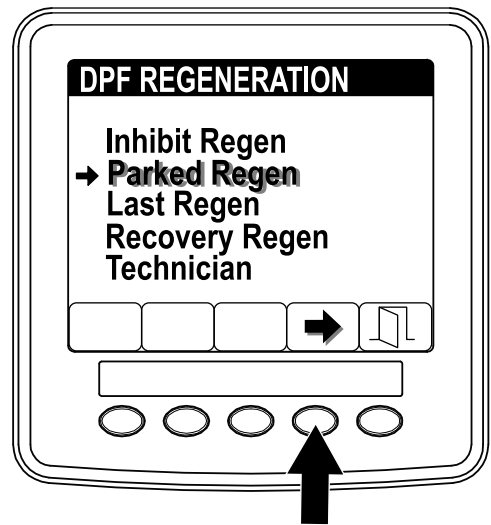 DPF REGENERATION
Inhibit Regen
Parked Regen
Last Regen
Recovery Regen
Technician